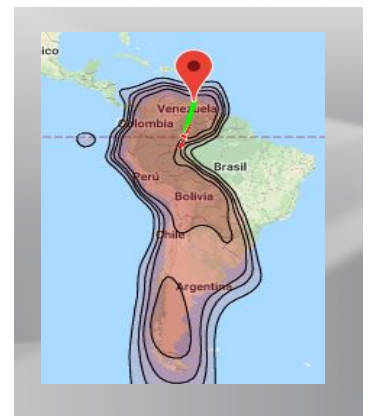 ico
Venezuela
Colombia
Brasil
Perú
Bolivia
Chile
Argentina